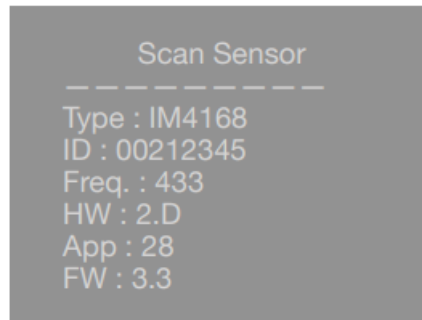 Scan Sensor
— — — — — — — — —
Type : IM4168
ID : 00212345
Freq. : 433
HW : 2.D
App : 28
FW : 3.3